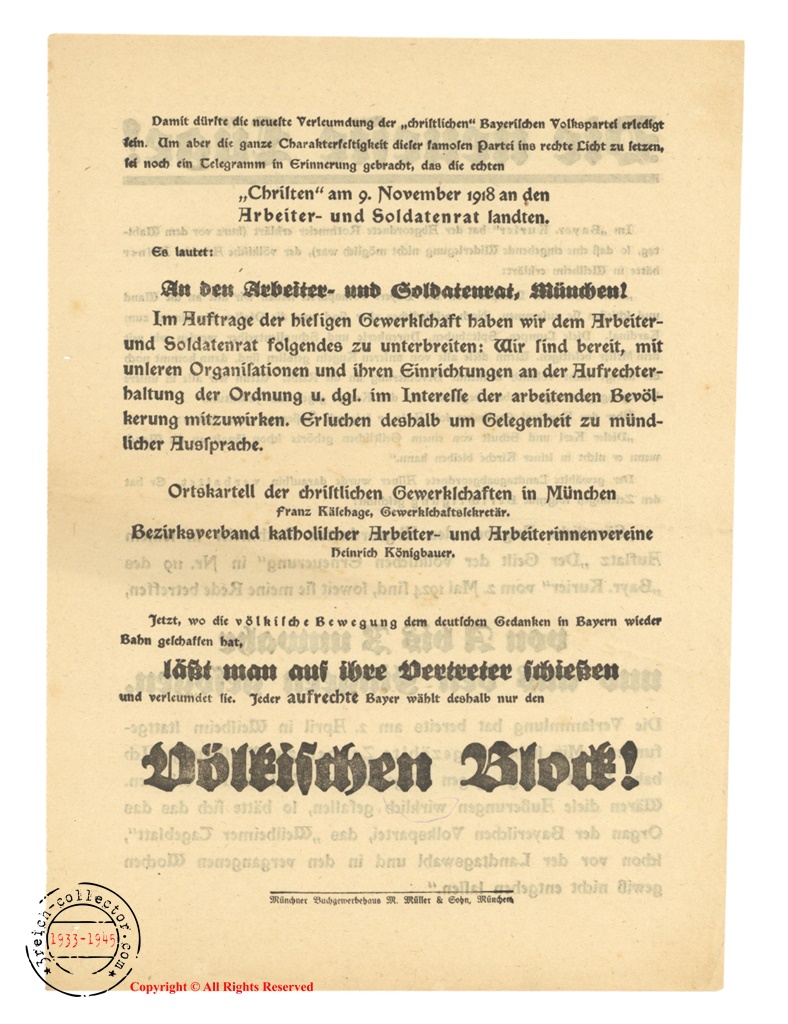 Damit dürfte die neueste Verleumdung der „christlichen“ Bayerischen Volkspartei erledigt
sein. Um aber die ganze Charakterfestigkeit dieser famosen Partei ins rechte Licht zu setzen,
sei noch ein Telegramm in Erinnerung gebracht, das die echten
„Christen“ am 9. November 1918 an den
Arbeiter- und Soldatenrat sandten.
Es lautet:
An den Arbeiter- und Soldatenrat, München!
Im Auftrage der hiesigen Gewerkschaft haben wir dem Arbeiter-
und Soldatenrat folgendes zu unterbreiten: Wir sind bereit, mit
unseren Organisationen und ihren Einrichtungen an der Aufrechter-
haltung der Ordnung u. dgl. im Interesse der arbeitenden Bevöl-
kerung mitzuwirken. Ersuchen deshalb um Gelegenheit zu münd-
licher Aussprache.
Ortskartell der christlichen Gewerkschaften in München
Franz Käschage, Gewerkschaftssekretär.
Bezirksverband katholischer Arbeiter- und Arbeiterinnenvereine
Heinrich Königbauer.
Jetzt, wo die völkische Bewegung dem deutschen Gedanken in Bayern wieder
Bahn geschaffen hat,
läßt man auf ihre Vertreter schießen
und verleumdet sie. Jeder aufrechte Bayer wählt deshalb nur den
Völkischen Block!
Münchner Buchgewerbehaus M. Müller & Sohn, München
3reich-collector.com
1933-1945
Copyright © All Rights Reserved